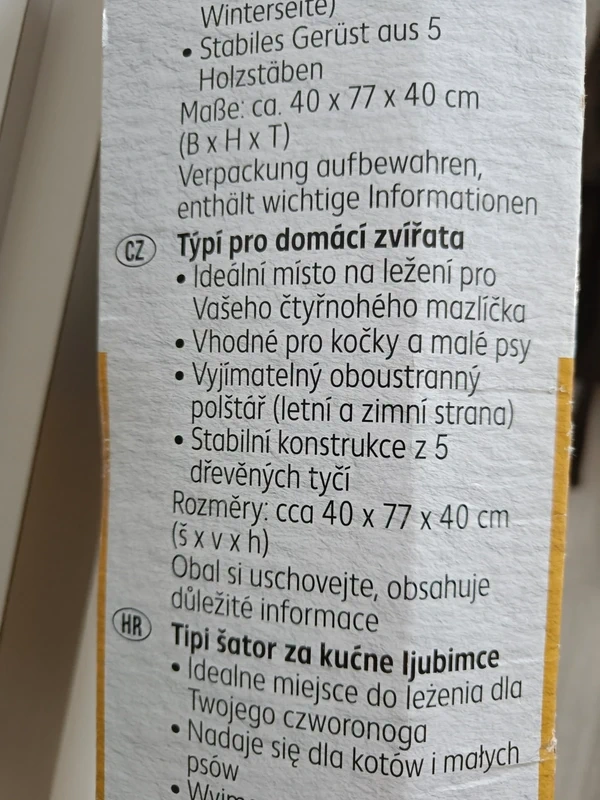 Winterseite)
• Stabiles Gerüst aus 5
Holzstäben
Maße: ca. 40 x 77 x 40 cm
(B x H x T)
Verpackung aufbewahren,
enthält wichtige Informationen
CZ Týpí pro domácí zvířata
• Ideální místo na ležení pro
Vašeho čtyřnohého mazlíčka
• Vhodné pro kočky a malé psy
• Vyjímatelný oboustranný
polštář (letní a zimní strana)
• Stabilní konstrukce z 5
dřevěných tyčí
Rozměry: cca 40 x 77 x 40 cm
(š x v x h)
Obal si uschovejte, obsahuje
důležité informace
HR Tipi šator za kućne ljubimce
• Idealne miejsce do leżenia dla
Twojego czworonoga
• Nadaje się dla kotów i małych
psów
•